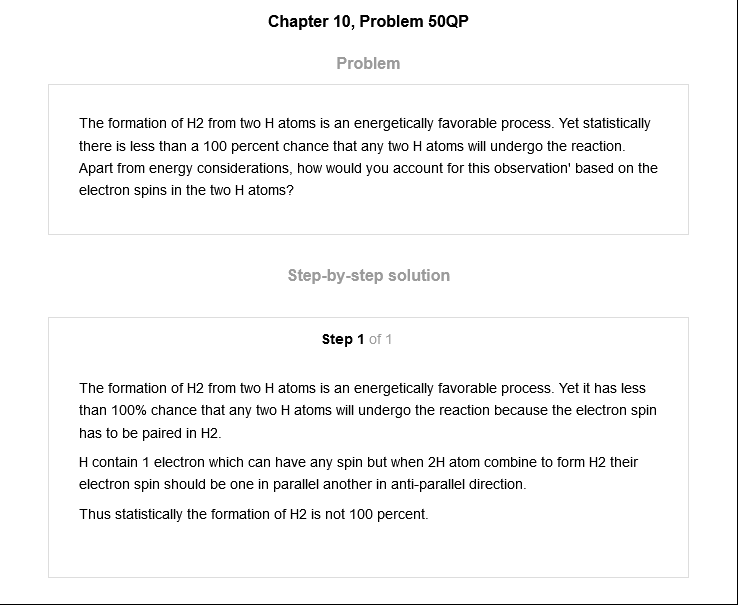 Chapter 10, Problem 50QP
Problem
The formation of H2 from two H atoms is an energetically favorable process. Yet statistically
there is less than a 100 percent chance that any two H atoms will undergo the reaction.
Apart from energy considerations, how would you account for this observation' based on the
electron spins in the two H atoms?
Step-by-step solution
Step 1 of 1
The formation of H2 from two H atoms is an energetically favorable process. Yet it has less
than 100% chance that any two H atoms will undergo the reaction because the electron spin
has to be paired in H2.
H contain 1 electron which can have any spin but when 2H atom combine to form H2 their
electron spin should be one in parallel another in anti-parallel direction.
Thus statistically the formation of H2 is not 100 percent.